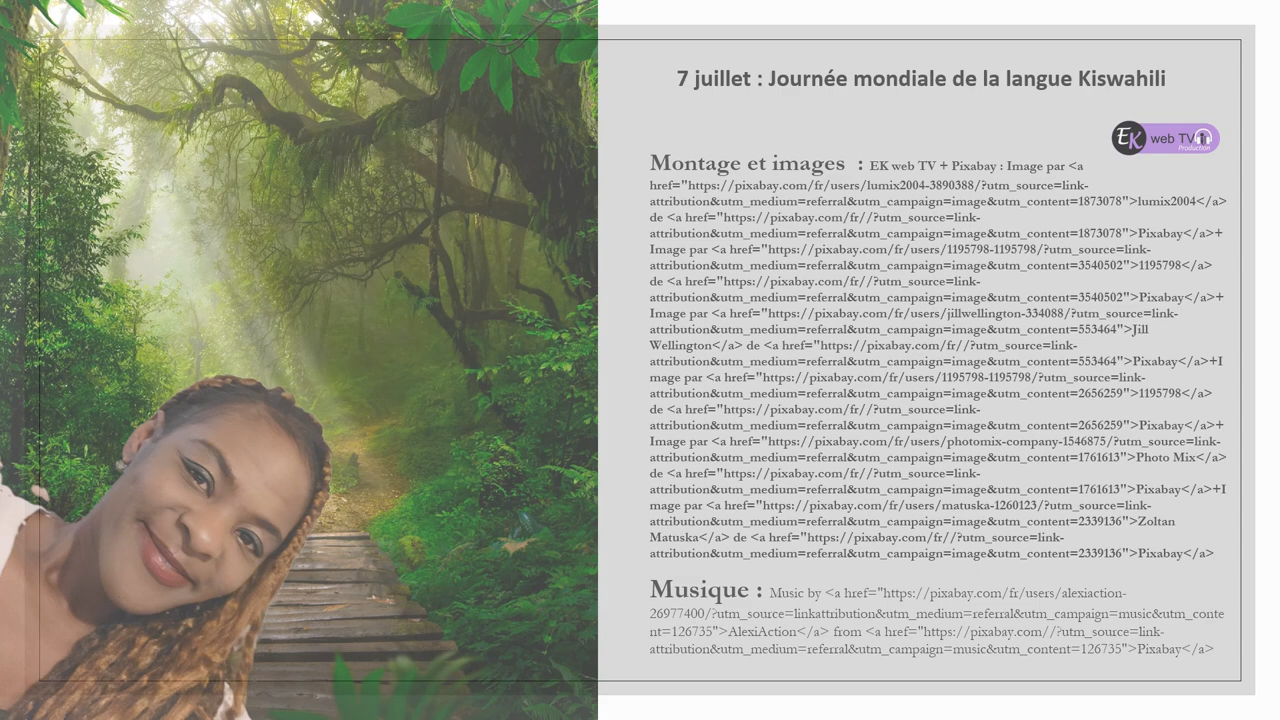 7 juillet : Journée mondiale de la langue Kiswahili
EK web TV
Production
Montage et images : EK web TV + Pixabay : Image par <a
href="https://pixabay.com/fr/users/lumix2004-3890388/?utm_source=link-
attribution&utm_medium=referral&utm_campaign=image&utm_content=1873078">lumix2004</a>
de <a href="https://pixabay.com/fr//?utm_source=link-
attribution&utm_medium=referral&utm_campaign=image&utm_content=1873078">Pixabay</a>+
Image par <a href="https://pixabay.com/fr/users/1195798-1195798/?utm_source=link-
attribution&utm_medium=referral&utm_campaign=image&utm_content=3540502">1195798</a>
de <a href="https://pixabay.com/fr//?utm_source=link-
attribution&utm_medium=referral&utm_campaign=image&utm_content=3540502">Pixabay</a>+
Image par <a href="https://pixabay.com/fr/users/jillwellington-334088/?utm_source=link-
attribution&utm_medium=referral&utm_campaign=image&utm_content=553464">Jill
Wellington</a> de <a href="https://pixabay.com/fr//?utm_source=link-
attribution&utm_medium=referral&utm_campaign=image&utm_content=553464">Pixabay</a>+I
mage par <a href="https://pixabay.com/fr/users/1195798-1195798/?utm_source=link-
attribution&utm_medium=referral&utm_campaign=image&utm_content=2656259">1195798</a>
de <a href="https://pixabay.com/fr//?utm_source=link-
attribution&utm_medium=referral&utm_campaign=image&utm_content=2656259">Pixabay</a>+
Image par <a href="https://pixabay.com/fr/users/photomix-company-1546875/?utm_source=link-
attribution&utm_medium=referral&utm_campaign=image&utm_content=1761613">Photo Mix</a>
de <a href="https://pixabay.com/fr//?utm_source=link-
attribution&utm_medium=referral&utm_campaign=image&utm_content=1761613">Pixabay</a>+I
mage par <a href="https://pixabay.com/fr/users/matuska-1260123/?utm_source=link-
attribution&utm_medium=referral&utm_campaign=image&utm_content=2339136">Zoltan
Matuska</a> de <a href="https://pixabay.com/fr//?utm_source=link-
attribution&utm_medium=referral&utm_campaign=image&utm_content=2339136">Pixabay</a>
Musique : Music by <a href="https://pixabay.com/fr/users/alexiaction-
26977400/?utm_source=linkattribution&utm_medium=referral&utm_campaign=music&utm_conte
nt=126735">AlexiAction</a> from <a href="https://pixabay.com//?utm_source=link-
attribution&utm_medium=referral&utm_campaign=music&utm_content=126735">Pixabay</a>